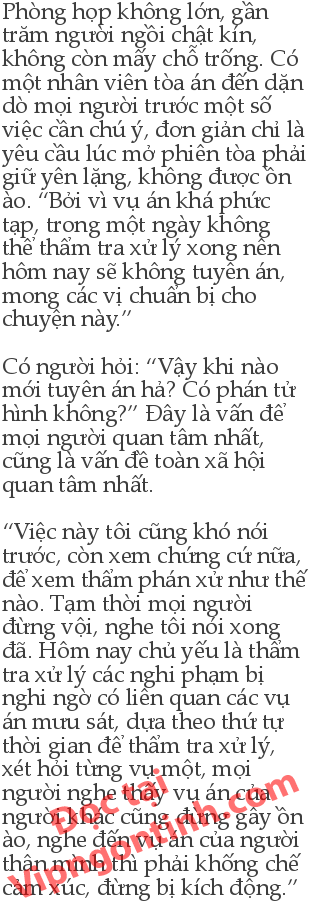 Phòng họp không lớn, gần
trăm người ngồi chật kín,
không còn mấy chỗ trống. Có
một nhân viên tòa án đến dặn
dò mọi người trước một số
việc cần chú ý, đơn giản chỉ là
yêu cầu lúc mở phiên tòa phải
giữ yên lặng, không được ồn
ào. “Bởi vì vụ án khá phức
tạp, trong một ngày không
thể thẩm tra xử lý xong nên
hôm nay sẽ không tuyên án,
mong các vị chuẩn bị cho
chuyện này.”
Có người hỏi: “Vậy khi nào
mới tuyên án hả? Có phán tử
hình không?” Đây là vấn để
mọi người quan tâm nhất,
cũng là vấn đề toàn xã hội
quan tâm nhất.
“Việc này tôi cũng khó nói
trước, còn xem chứng cứ nữa,
để xem thẩm phán xử như thế
nào. Tạm thời mọi người
đừng vội, nghe tôi nói xong
đã. Hôm nay chủ yếu là thẩm
tra xử lý các nghi phạm bị
nghi ngờ có liên quan các vụ
án mưu sát, dựa theo thứ tự
thời gian để thẩm tra xử lý,
xét hỏi từng vụ một, mọi
người nghe thấy vụ án của
người khác cũng đừng gây ồn
ào, nghe đến vụ án của người
thân mình thì phải khống chế
cảm xúc, đừng bị kích động.”
Đọc tại
Vipngontinh.com